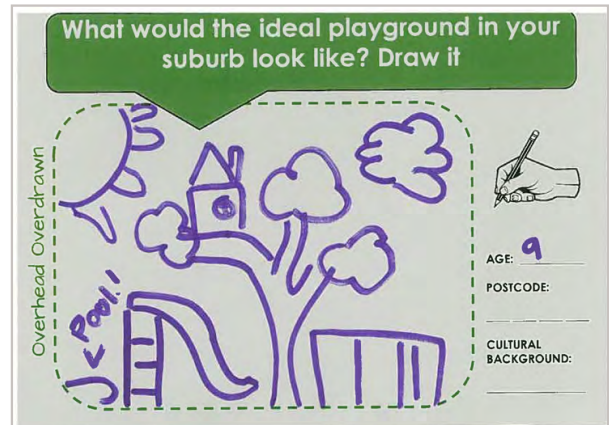 What would the ideal playground in your
suburb look like? Draw it
Overhead Overdrawn
< Pool!
AGE: 9
POSTCODE:
CULTURAL
BACKGROUND: